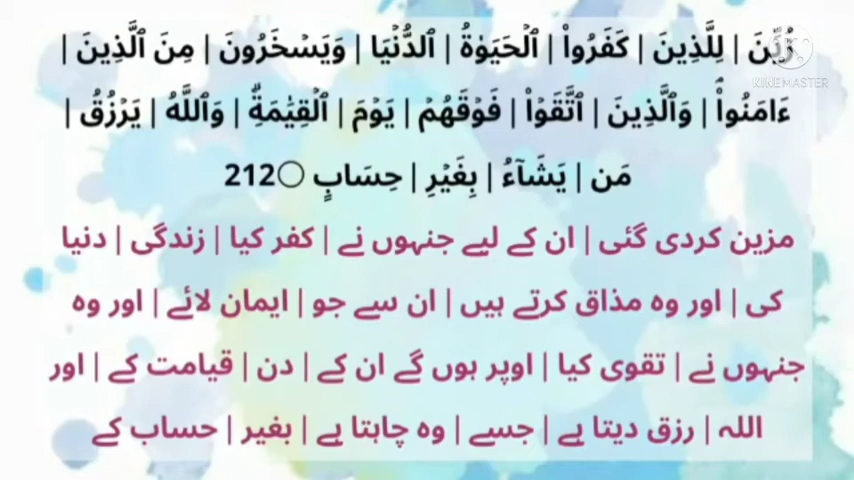 زُيِّنَ | لِلَّذِينَ | كَفَرُوا۟ | ٱلْحَيَوٰةُ | ٱلدُّنْيَا | وَيَسْخَرُونَ | مِنَ ٱلَّذِينَ |
KINEMASTER
ءَامَنُوا۟ۘ | وَٱلَّذِينَ | ٱتَّقَوْا۟ | فَوْقَهُمْ | يَوْمَ | ٱلْقِيَٰمَةِۗ | وَٱللَّهُ | يَرْزُقُ |
مَن | يَشَآءُ | بِغَيْرِ | حِسَابٍ ○212
مزین کردی گئی | ان کے لیے جنہوں نے | کفر کیا | زندگی | دنیا
کی | اور وہ مذاق کرتے ہیں | ان سے جو | ایمان لائے | اور وہ
جنہوں نے | تقوی کیا | اوپر ہوں گے ان کے | دن | قیامت کے | اور
اللہ | رزق دیتا ہے | جسے | وہ چاہتا ہے | بغیر | حساب کے